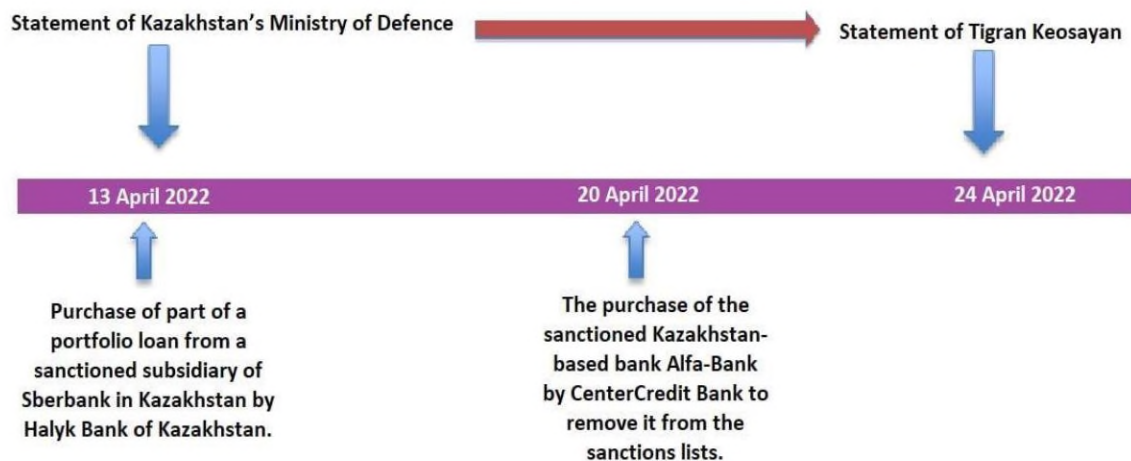 Statement of Kazakhstan's Ministry of Defence
Statement of Tigran Keosayan
13 April 2022
20 April 2022
24 April 2022
Purchase of part of a
portfolio loan from a
sanctioned subsidiary of
Sberbank in Kazakhstan by
Halyk Bank of Kazakhstan.
The purchase of the
sanctioned Kazakhstan-
based bank Alfa-Bank
by CenterCredit Bank to
remove it from the
sanctions lists.